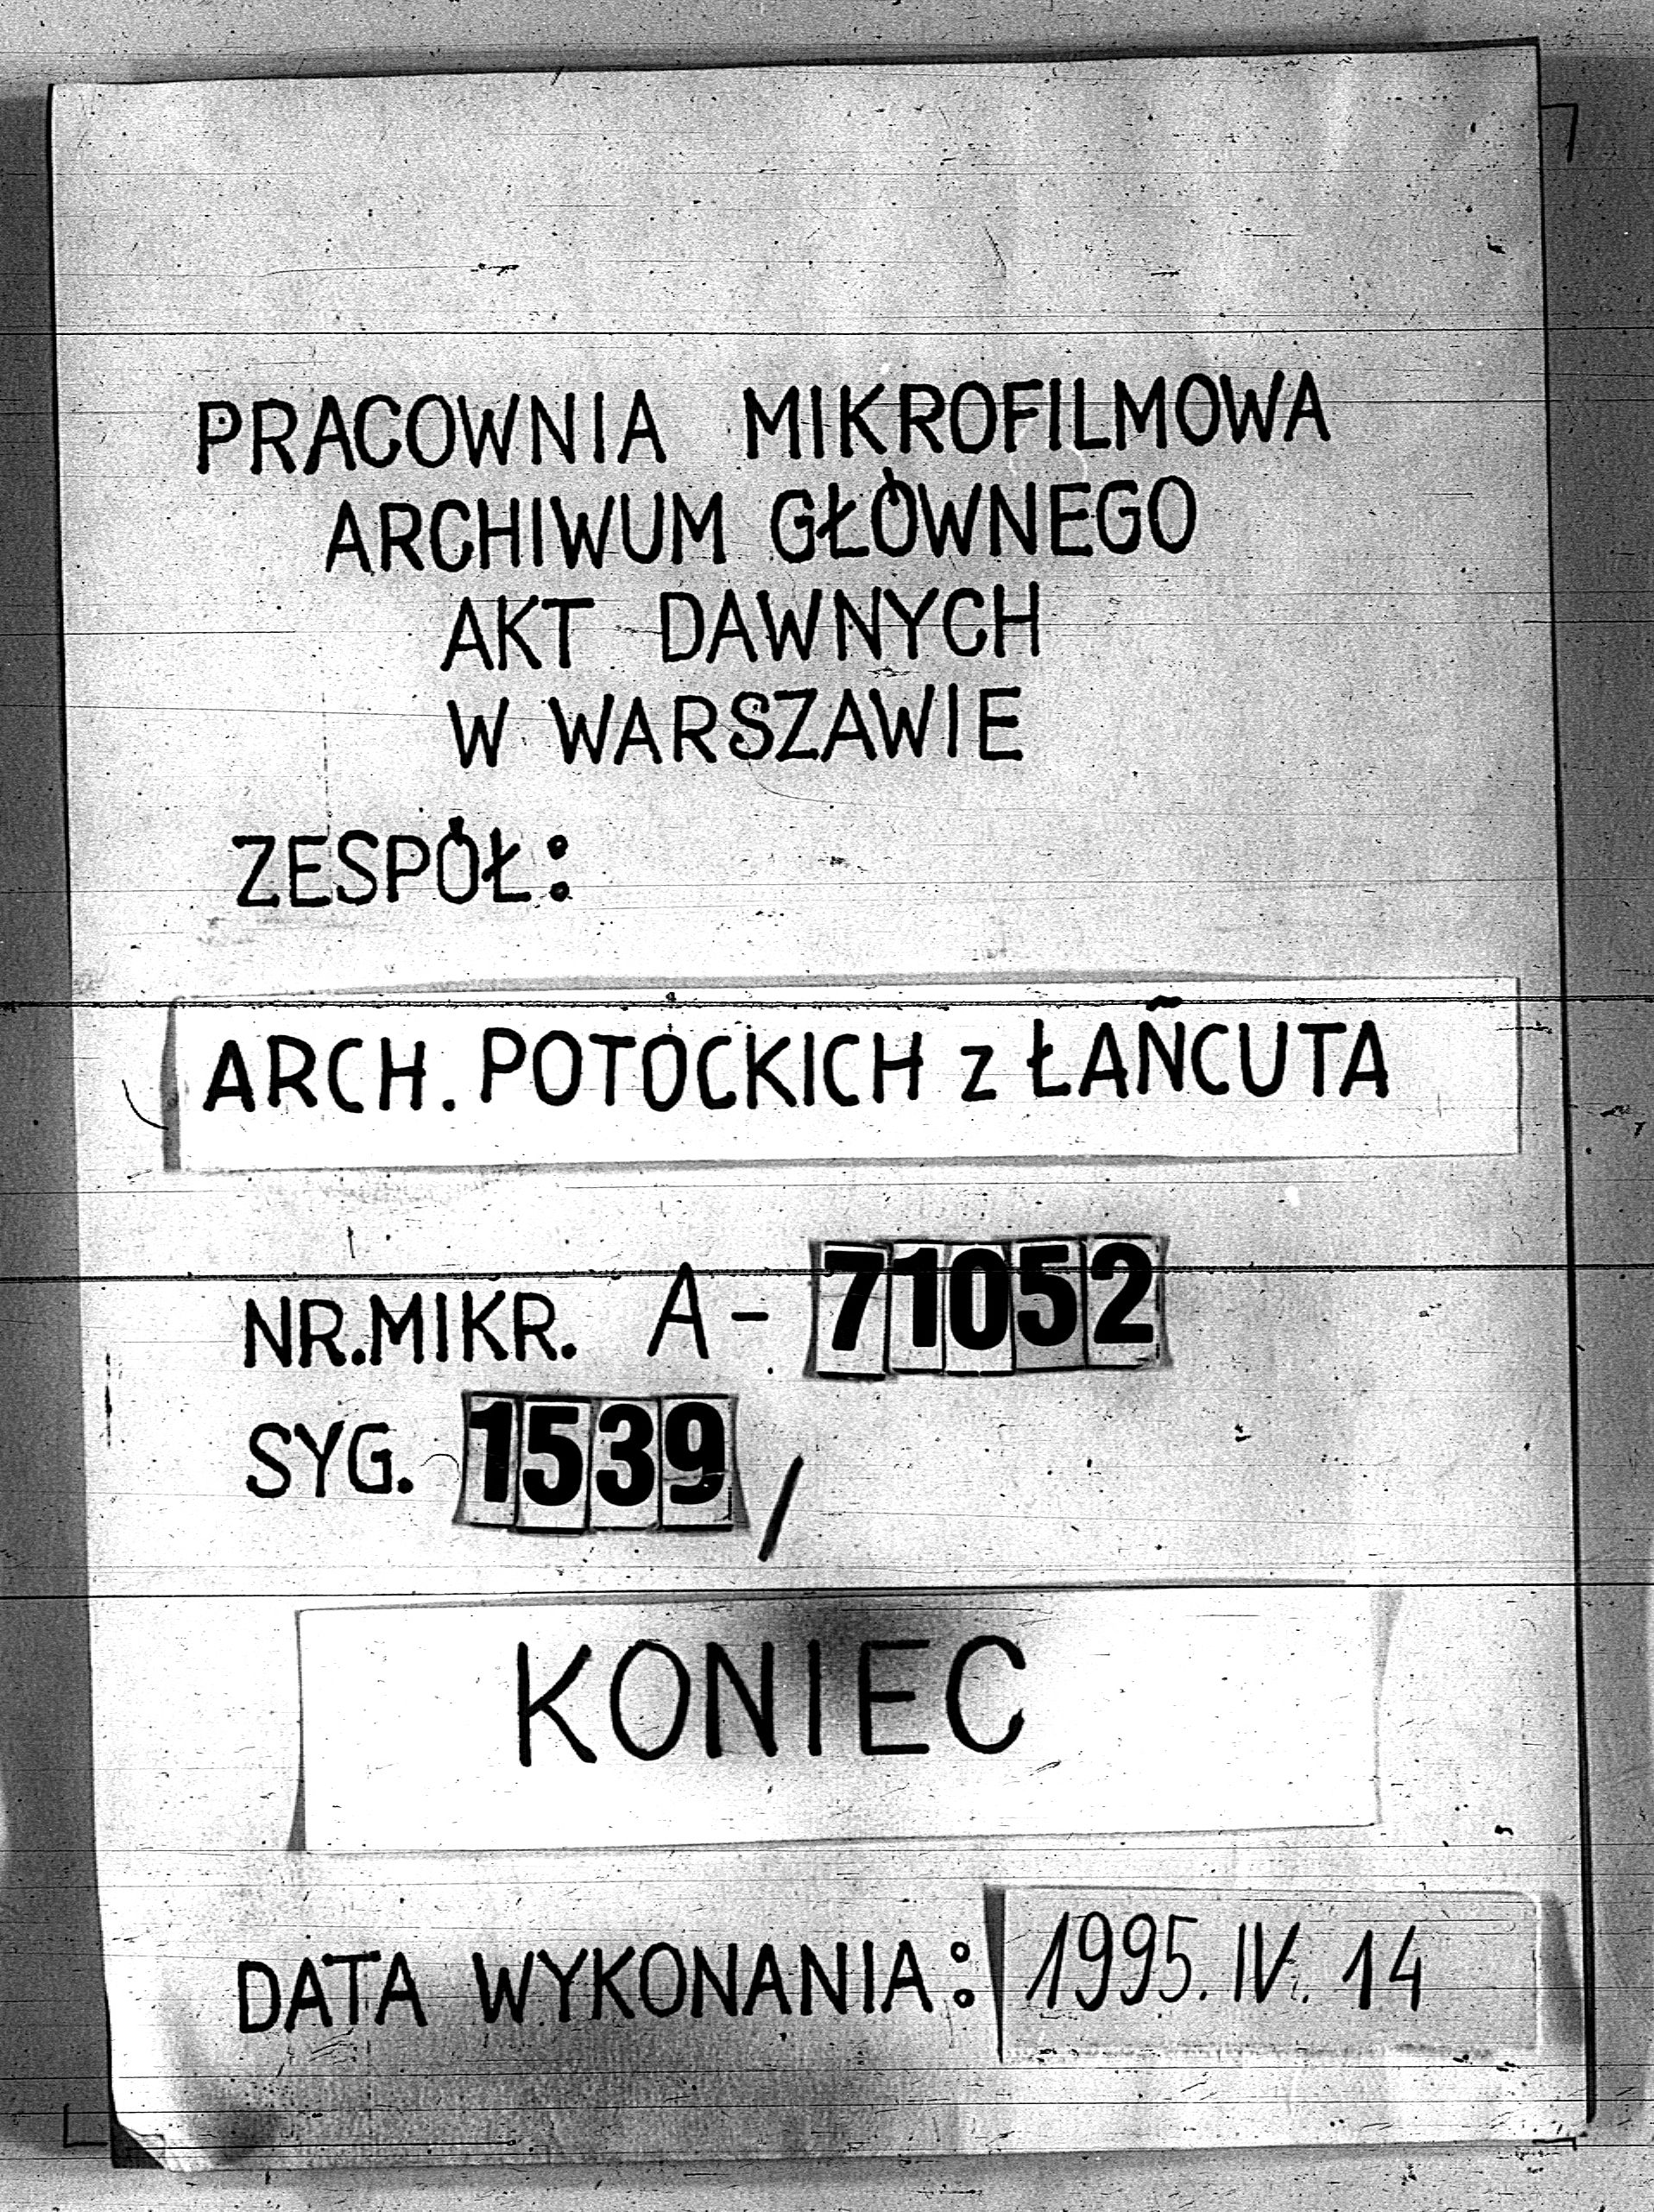 PRACOWNIA MIKROFILMOWA
ARCHIWUM GŁÓWNEGO
AKT DAWNYCH
W WARSZAWIE
ZESPÓŁ:
ARCH. POTOCKICH z ŁAŃCUTA
NR.MIKR. A- 71052
SYG. 1539/
KONIEC
DATA WYKONANIA: 1995. IV. 14